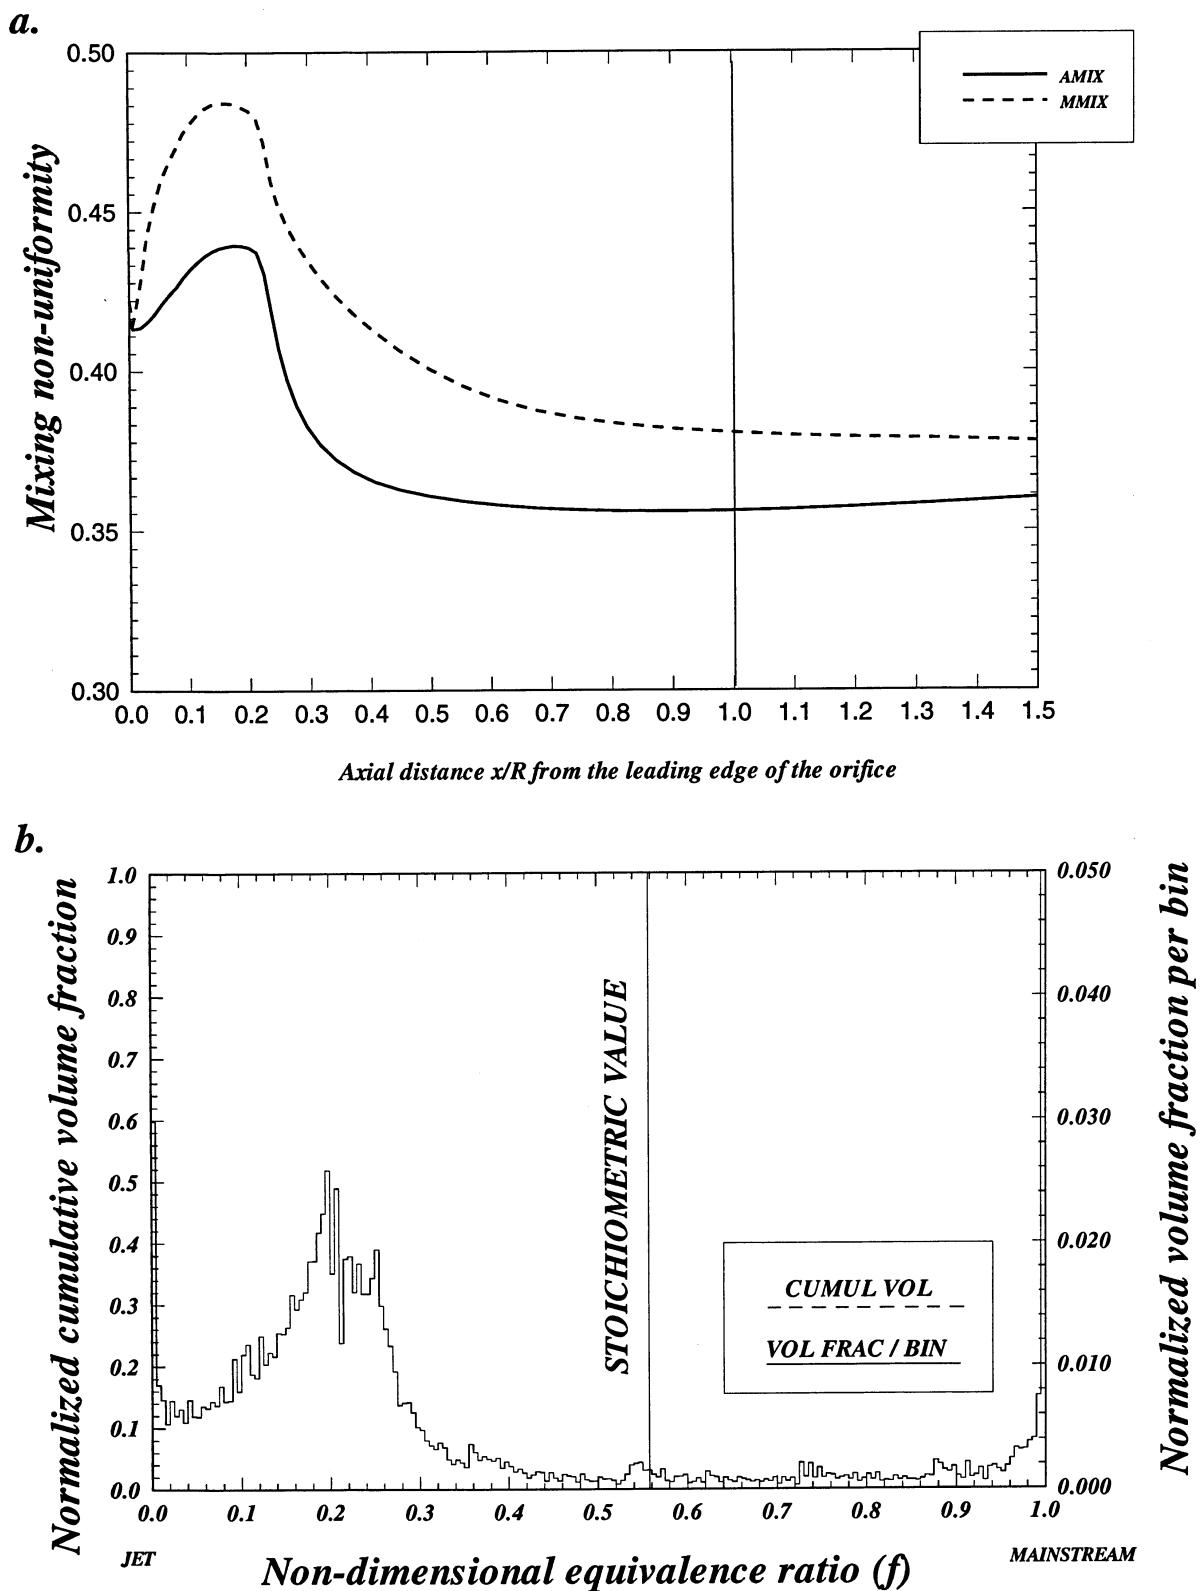 a.
0.50
0.45
0.40
0.35
0.30
Mixing non-uniformity
AMIX
MMIX
0.0 0.1 0.2 0.3 0.4 0.5 0.6 0.7 0.8 0.9 1.0 1.1 1.2 1.3 1.4 1.5
Axial distance x/R from the leading edge of the orifice
b.
Normalized cumulative volume fraction
1.0
0.9
0.8
0.7
0.6
0.5
0.4
0.3
0.2
0.1
0.0
STOICHIOMETRIC VALUE
CUMUL VOL
VOL FRAC / BIN
0.050
0.040
0.030
0.020
0.010
0.000
Normalized volume fraction per bin
0.0 0.1 0.2 0.3 0.4 0.5 0.6 0.7 0.8 0.9 1.0
JET
MAINSTREAM
Non-dimensional equivalence ratio (f)